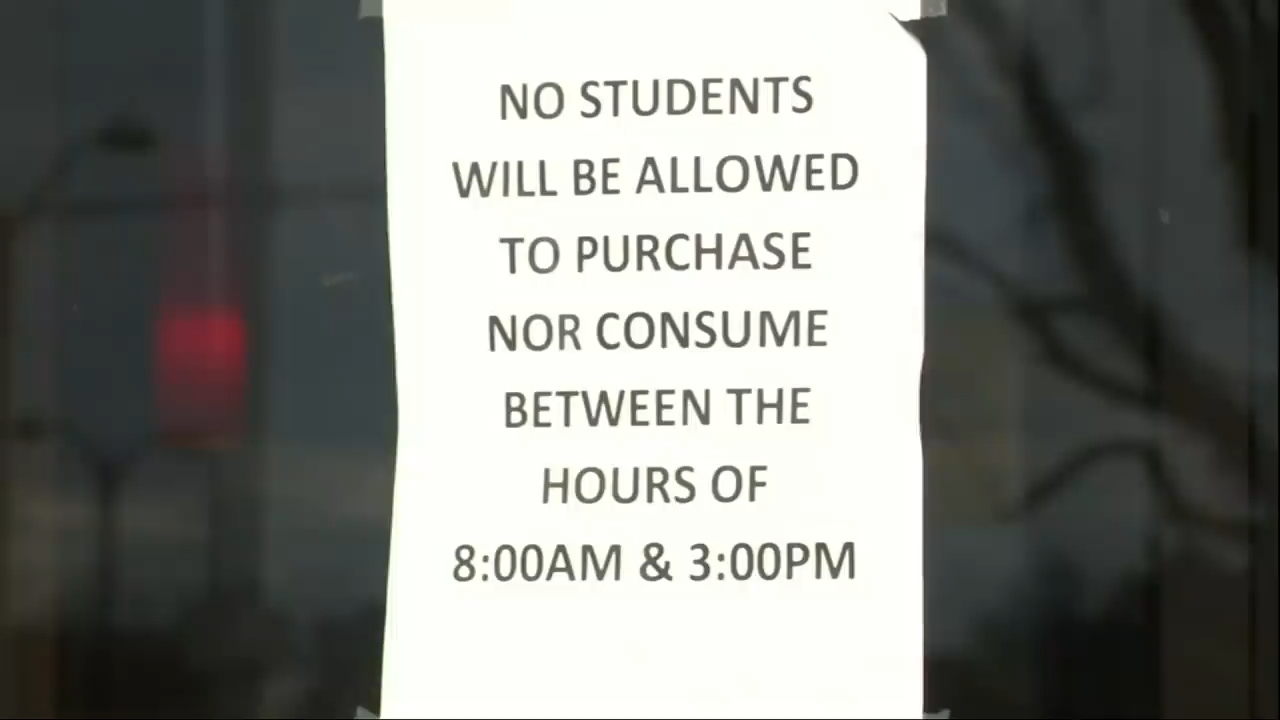 NO STUDENTS
WILL BE ALLOWED
TO PURCHASE
NOR CONSUME
BETWEEN THE
HOURS OF
8:00AM & 3:00PM